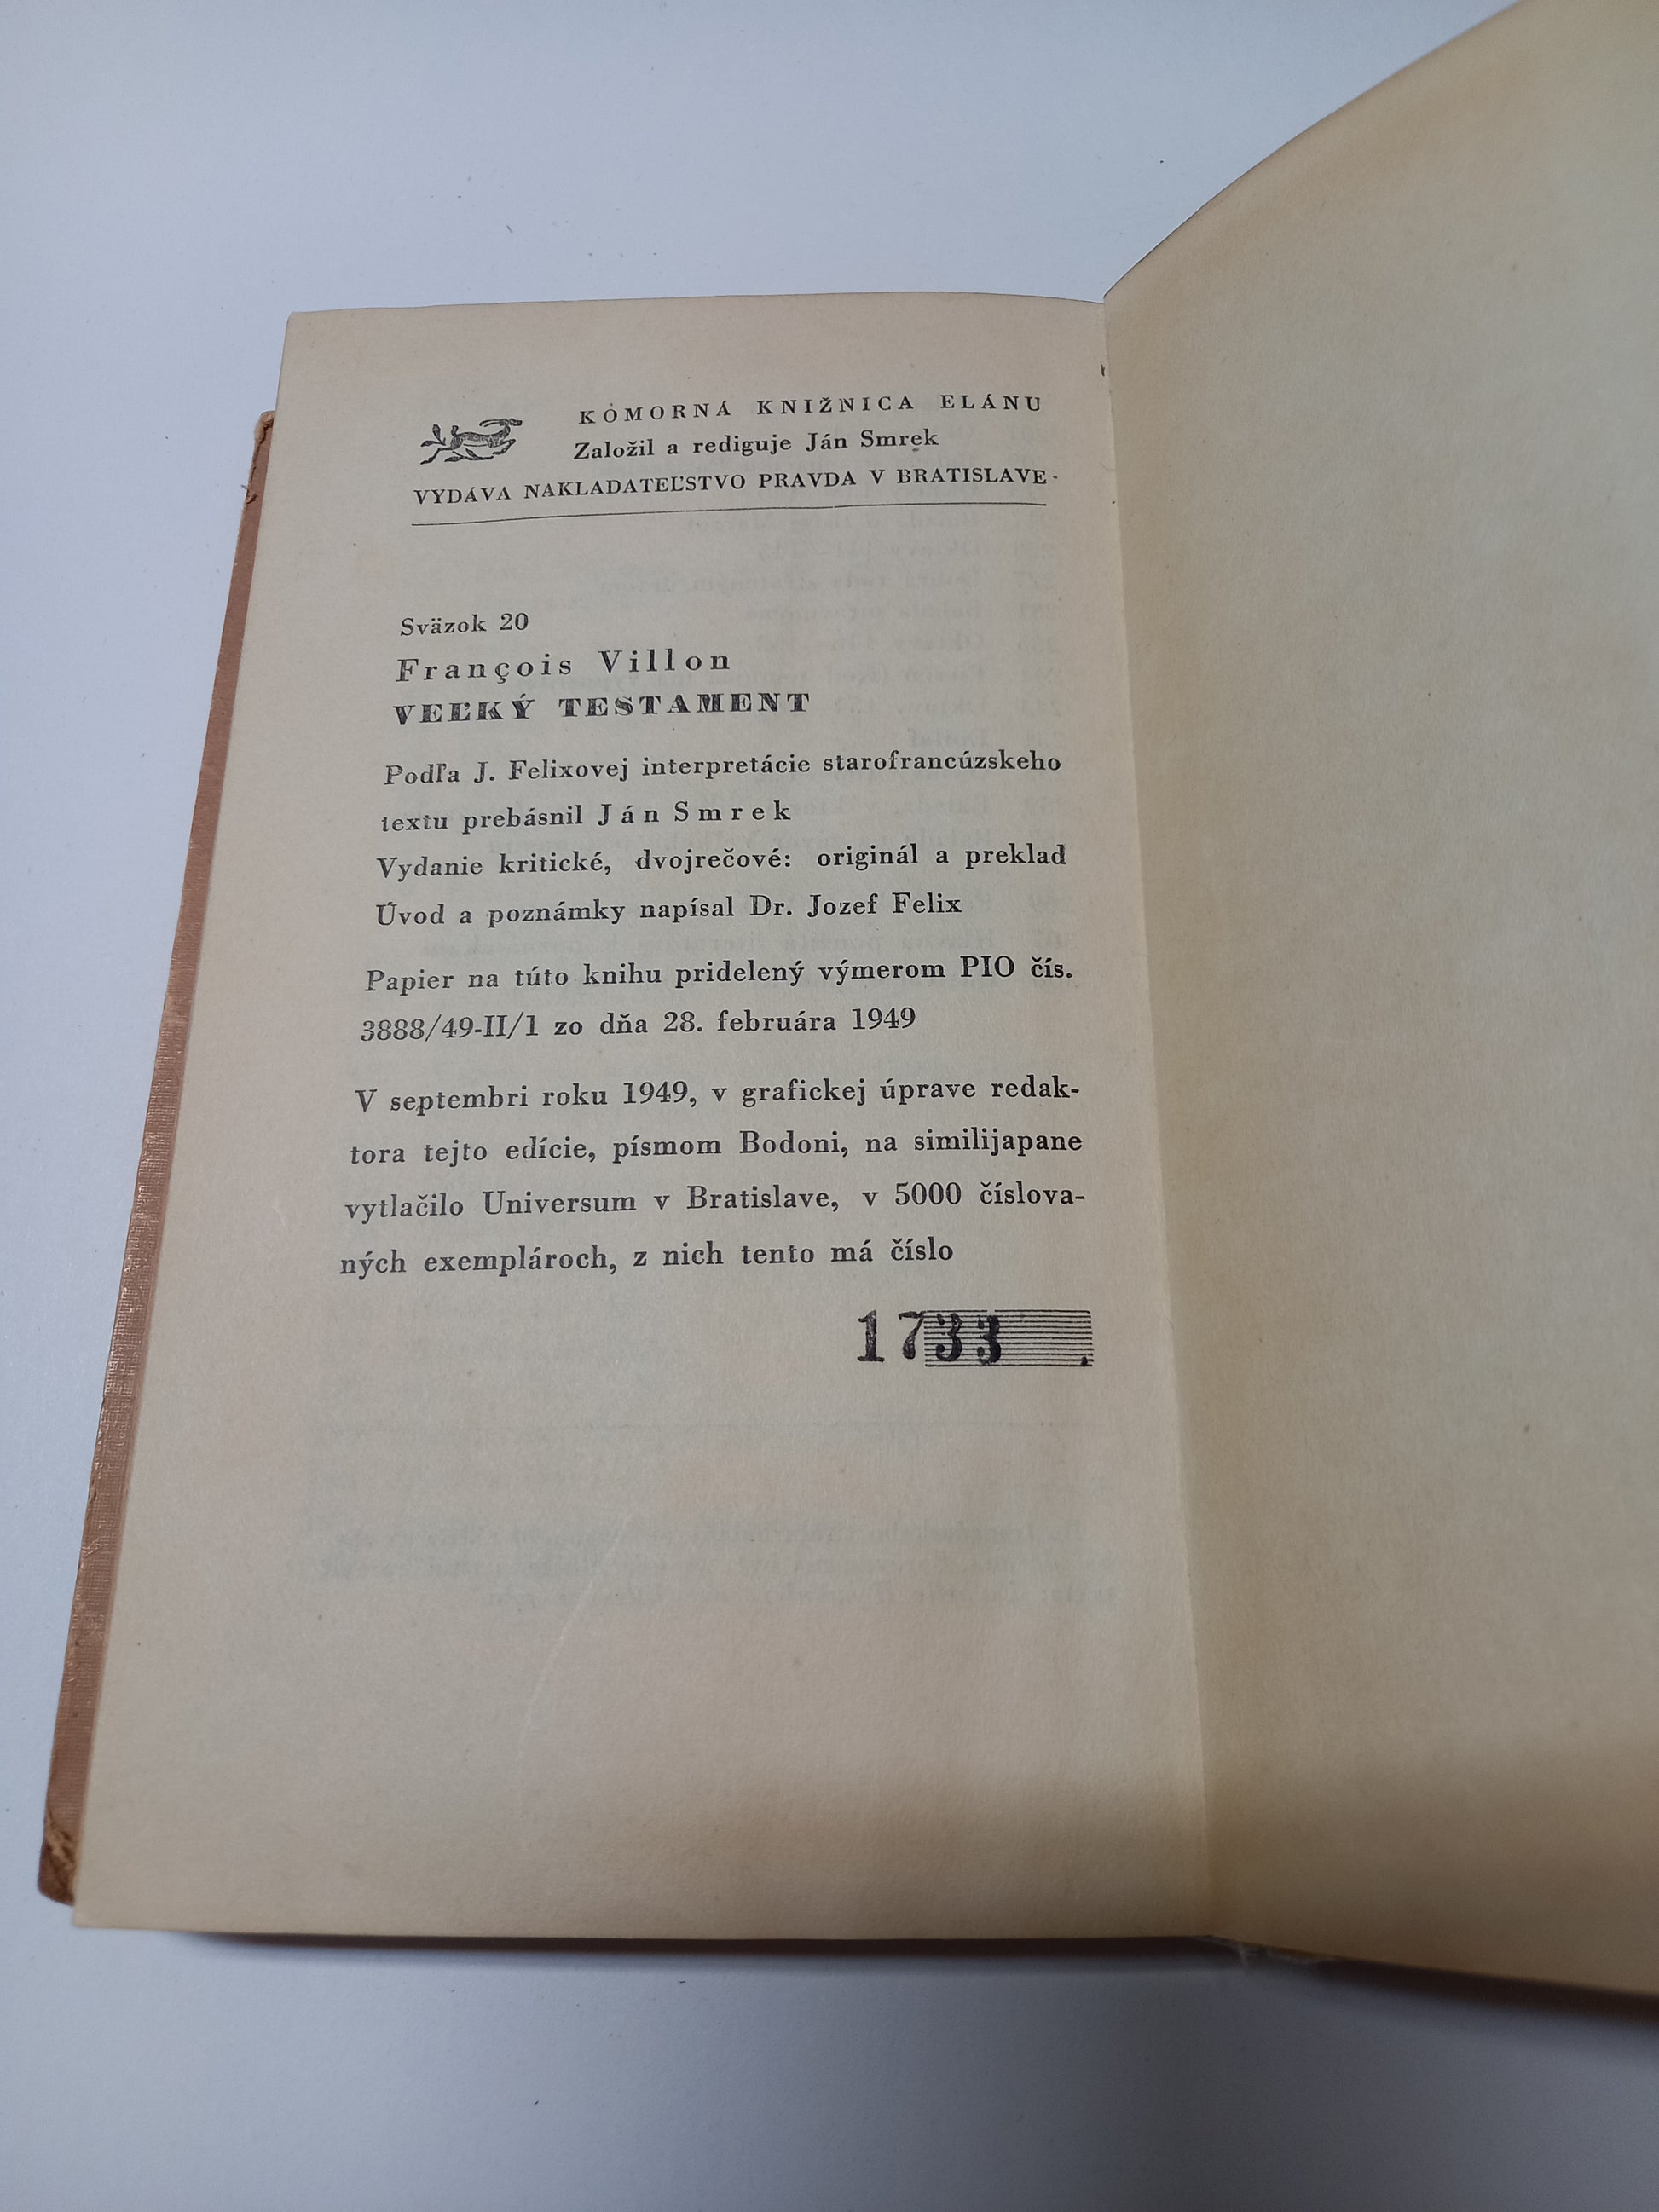 KOMORNÁ KNIŽNICA ELÁNU
Založil a rediguje Ján Smrek
VYDÁVA NAKLADATEĽSTVO PRAVDA V BRATISLAVE
Sväzok 20
François Villon
VEĽKÝ TESTAMENT
Podľa J. Felixovej interpretácie starofrancúzskeho
textu prebásnil Ján Smrek
Vydanie kritické, dvojrečové: originál a preklad
Úvod a poznámky napísal Dr. Jozef Felix
Papier na túto knihu pridelený výmerom PIO čís.
3888/49-II/1 zo dňa 28. februára 1949
V septembri roku 1949, v grafickej úprave redak-
tora tejto edície, písmom Bodoni, na similijapane
vytlačilo Universum v Bratislave, v 5000 číslova-
ných exemplároch, z nich tento má číslo
1733